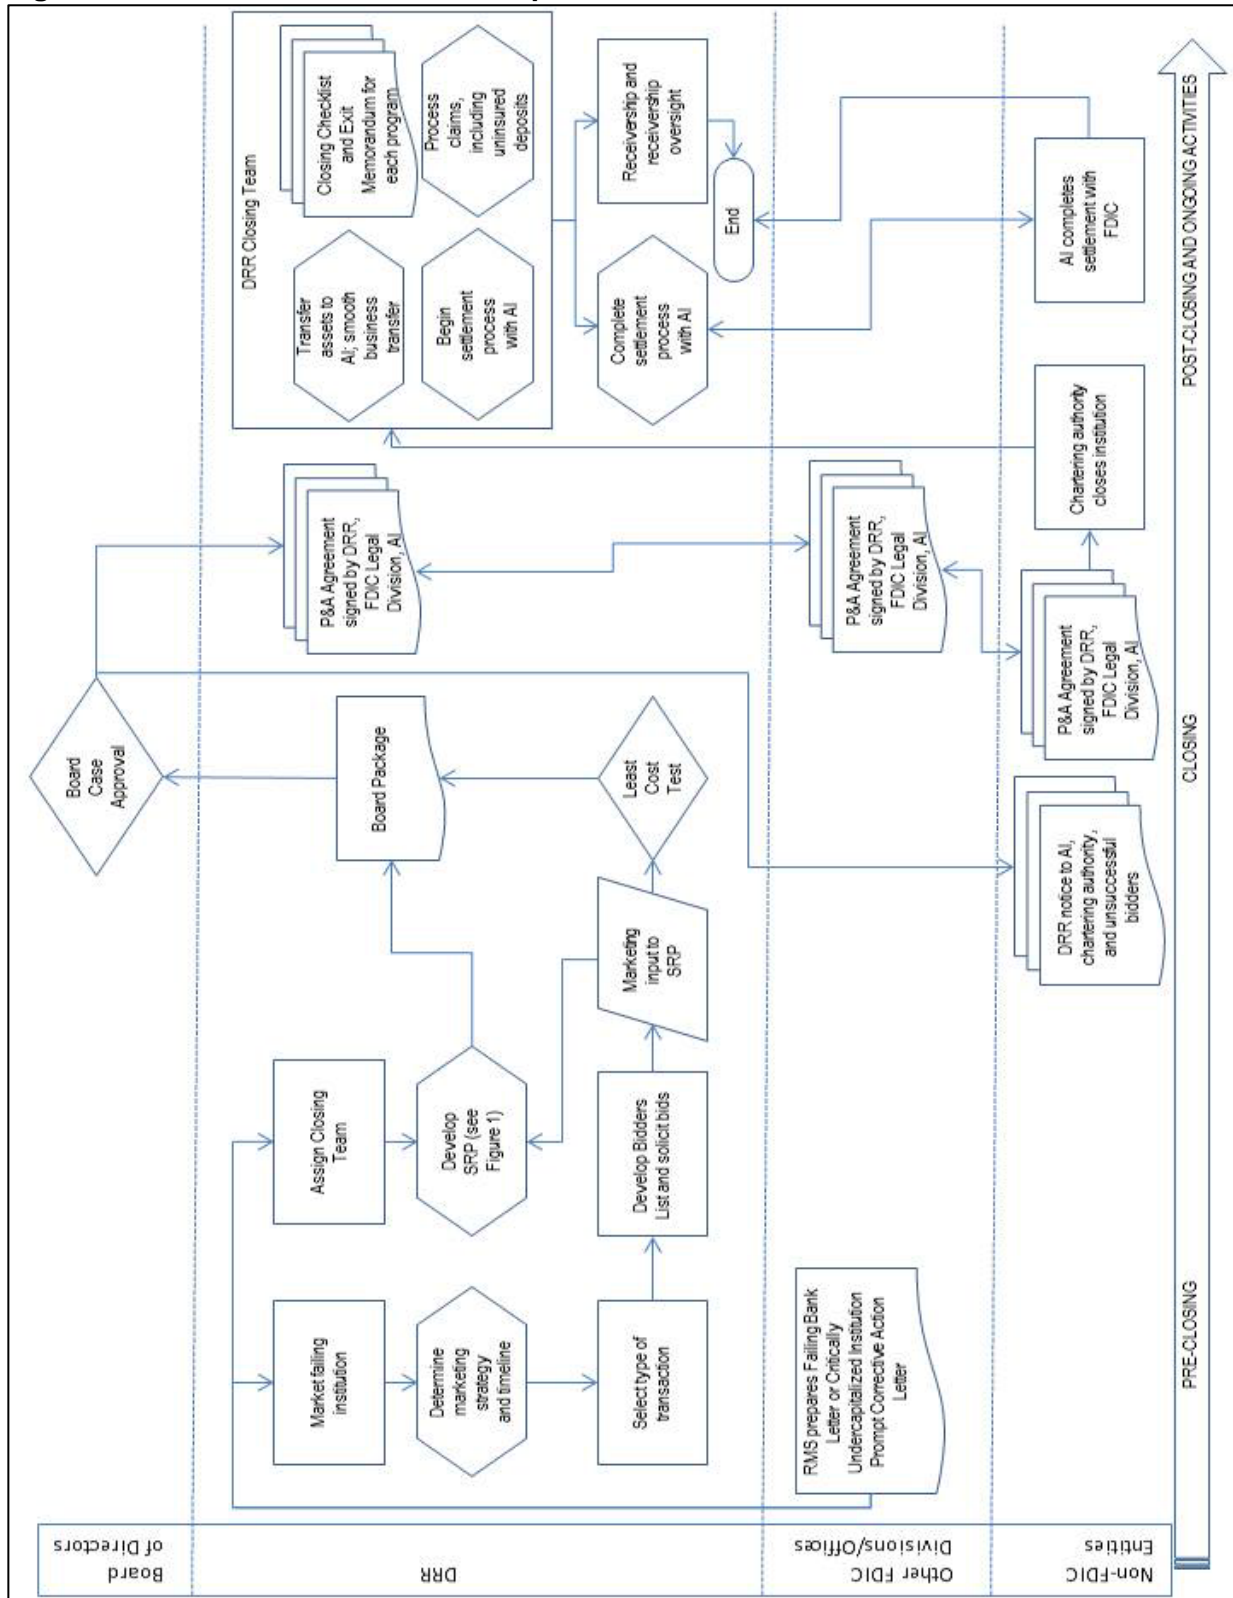 Board
of Directors
DRR
Other FDIC
Divisions/Offices
Non-FDIC
Entities
RMS prepares Failing Bank
Letter or Critically
Undercapitalized Institution
Prompt Corrective Action
Letter
Market failing
institution
Determine
marketing
strategy
and timeline
Select type of
transaction
Assign Closing
Team
Develop
SRP (see
Figure 1)
Develop Bidders
List and solicit bids
Marketing
input to
SRP
Least
Cost
Test
Board Package
Board
Case
Approval
DRR notice to AI,
chartering authority,
and unsuccessful
bidders
P&A Agreement
signed by DRR,
FDIC Legal
Division, AI
P&A Agreement
signed by DRR,
FDIC Legal
Division, AI
P&A Agreement
signed by DRR,
FDIC Legal
Division, AI
Chartering authority
closes institution
DRR Closing Team
Transfer
assets to
AI; smooth
business
transfer
Closing Checklist
and Exit
Memorandum for
each program
Begin
settlement
process
with AI
Process
claims,
including
uninsured
deposits
Complete
settlement
process
with AI
Receivership and
receivership
oversight
End
AI completes
settlement with
FDIC
PRE-CLOSING
CLOSING
POST-CLOSING AND ONGOING ACTIVITIES